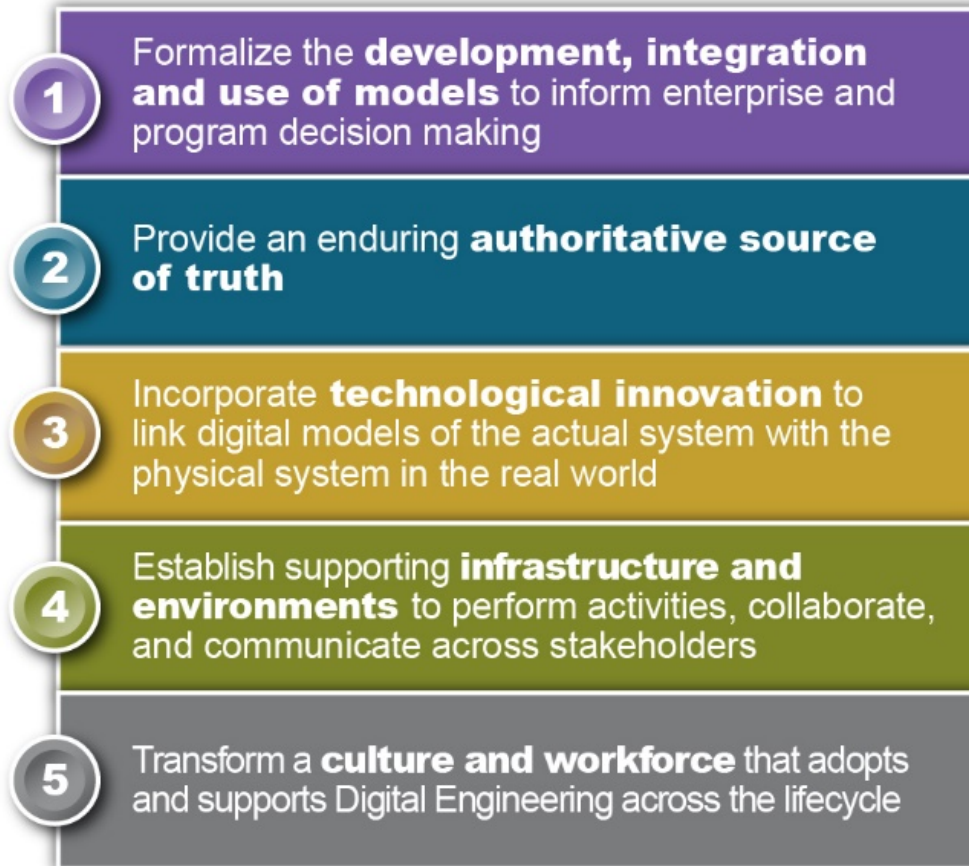 1
Formalize the development, integration
and use of models to inform enterprise and
program decision making
2
Provide an enduring authoritative source
of truth
3
Incorporate technological innovation to
link digital models of the actual system with the
physical system in the real world
4
Establish supporting infrastructure and
environments to perform activities, collaborate,
and communicate across stakeholders
5
Transform a culture and workforce that adopts
and supports Digital Engineering across the lifecycle